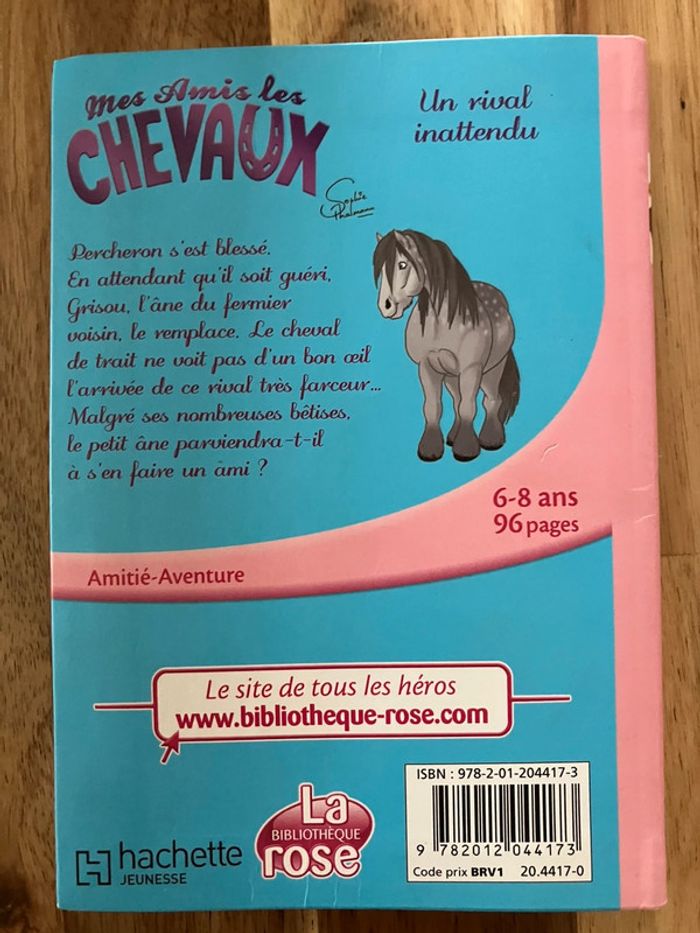 Mes Amis les
CHEVAUX
Sophie
Thalmann
Un rival
inattendu
Percheron s'est blessé.
En attendant qu'il soit guéri,
Grisou, l'âne du fermier
voisin, le remplace. Le cheval
de trait ne voit pas d'un bon œil
l'arrivée de ce rival très farceur...
Malgré ses nombreuses bêtises,
le petit âne parviendra-t-il
à s'en faire un ami ?
6-8 ans
96 pages
Amitié-Aventure
Le site de tous les héros
www.bibliotheque-rose.com
hachette
JEUNESSE
La
BIBLIOTHÈQUE
rose
ISBN : 978-2-01-204417-3
9 782012 044173
Code prix BRV1 20.4417-0